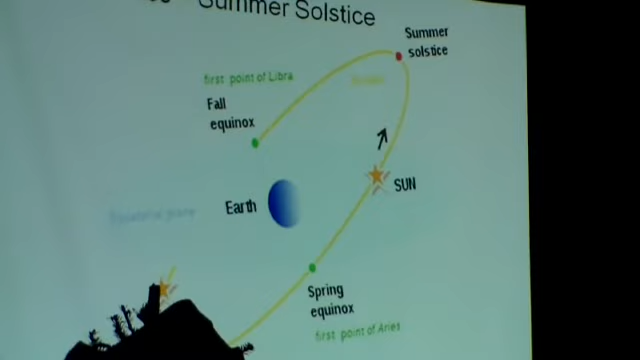 Summer Solstice
Summer
solstice
first point of Libra
Fall
equinox
SUN
Earth
Spring
equinox
first point of Aries